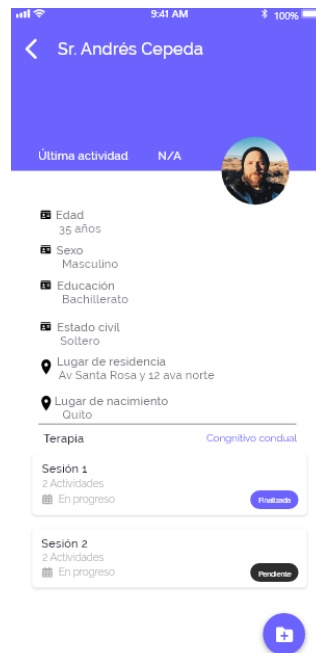 9:41 AM
100%
Sr. Andrés Cepeda
Última actividad N/A
Edad
35 años
Sexo
Masculino
Educación
Bachillerato
Estado civil
Soltero
Lugar de residencia
Av Santa Rosa y 12 ava norte
Lugar de nacimiento
Quito
Terapia Congnitivo condual
Sesión 1
2 Actividades
En progreso Finalizada
Sesión 2
2 Actividades
En progreso Pendiente